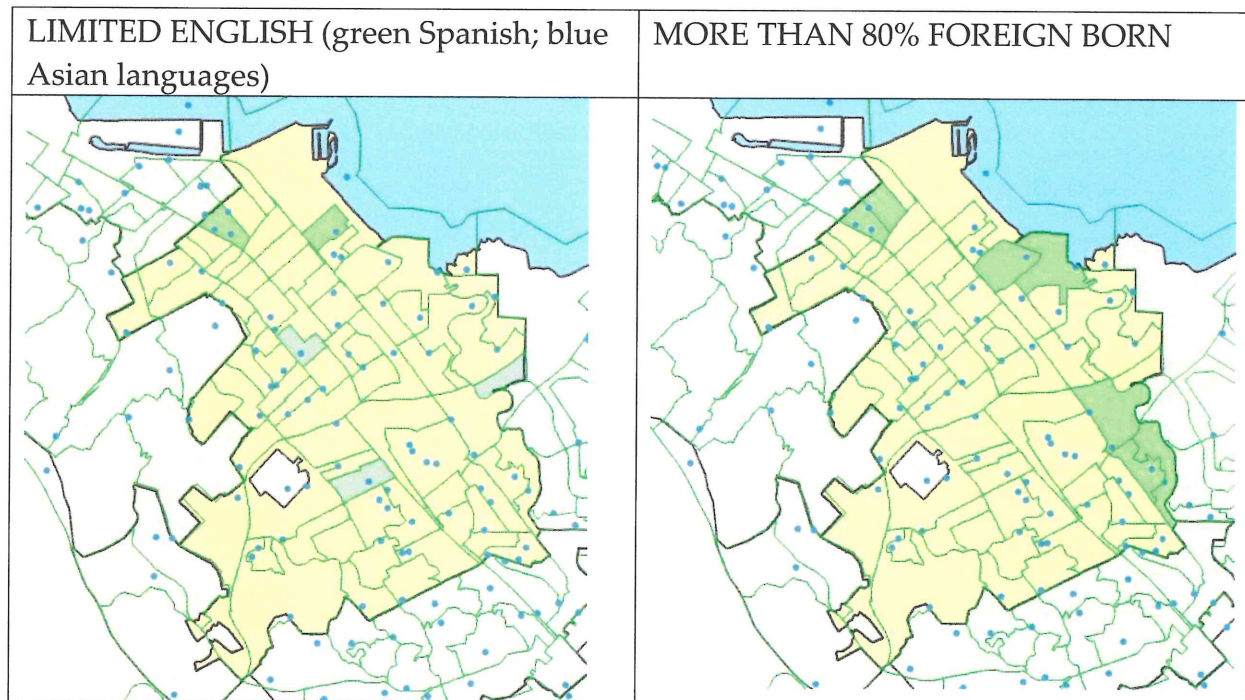 LIMITED ENGLISH (green Spanish; blue
Asian languages)
MORE THAN 80% FOREIGN BORN